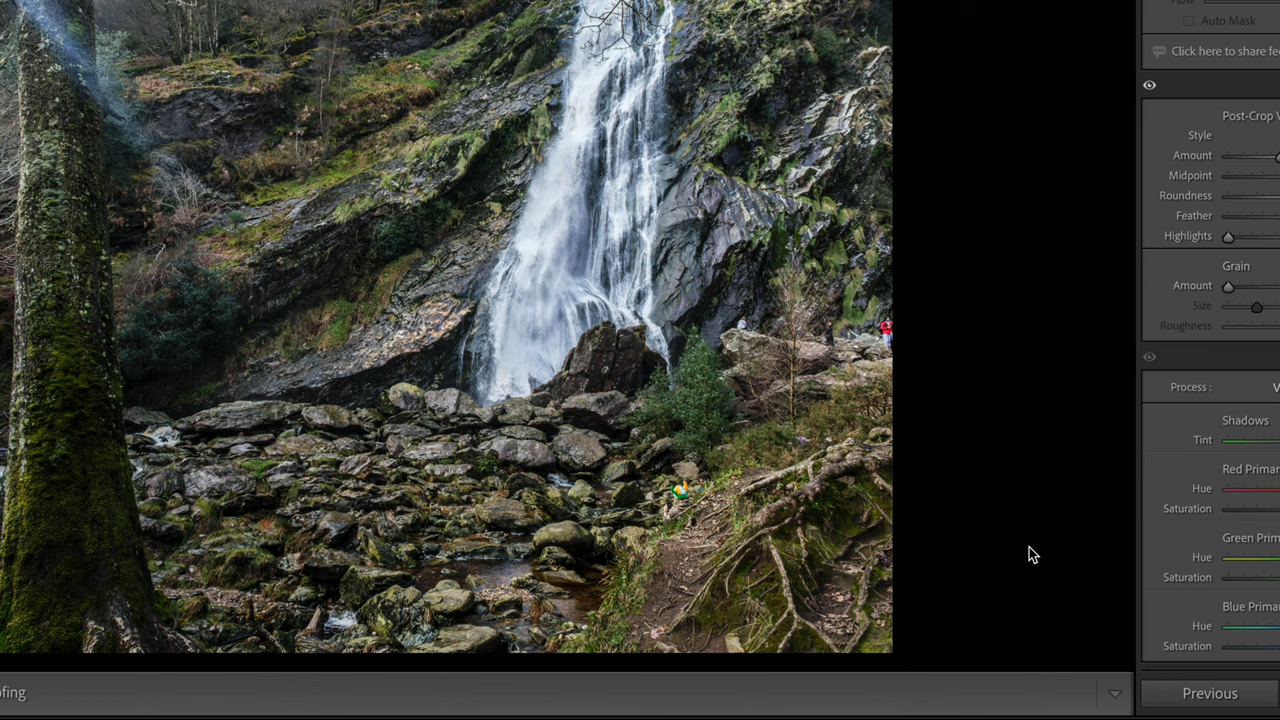 Auto Mask
Click here to share fee
Post-Crop V
Style
Amount
Midpoint
Roundness
Feather
Highlights
Grain
Amount
Size
Roughness
Process :
Shadows
Tint
Red Primar
Hue
Saturation
Green Prim
Hue
Saturation
Blue Primar
Hue
Saturation
ofing
Previous